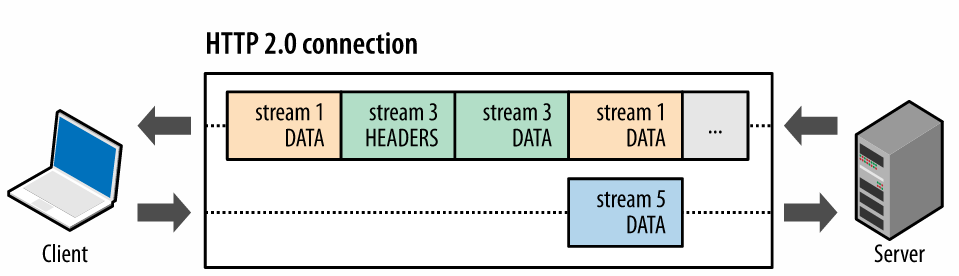 HTTP 2.0 connection
stream 1 stream 3 stream 3 stream 1
DATA HEADERS DATA DATA ...
stream 5
DATA
Client Server